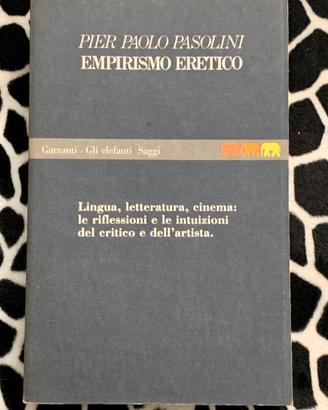 PIER PAOLO PASOLINI
EMPIRISMO ERETICO
Garzanti · Gli elefanti Saggi
Lingua, letteratura, cinema:
le riflessioni e le intuizioni
del critico e dell'artista.